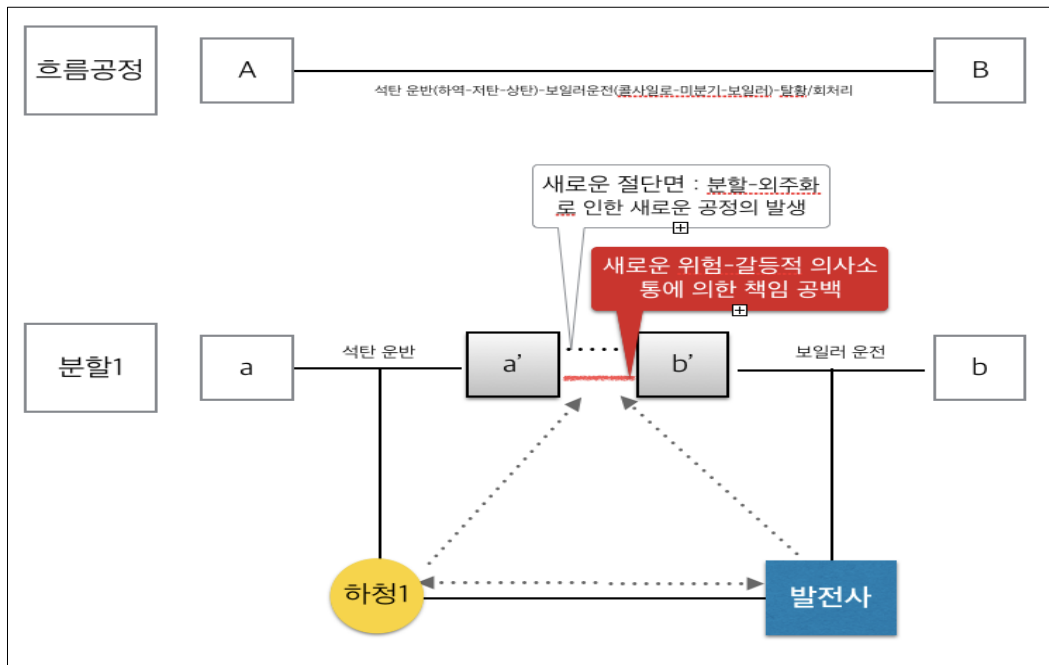 흐름공정
A
B
석탄 운반(하역-저탄-상탄)-보일러운전(콜사일로-미분기-보일러)-탈황/회처리
새로운 절단면 : 분할-외주화
로 인한 새로운 공정의 발생
새로운 위험-갈등적 의사소
통에 의한 책임 공백
분할1
a
석탄 운반
a’
b’
보일러 운전
b
하청1
발전사